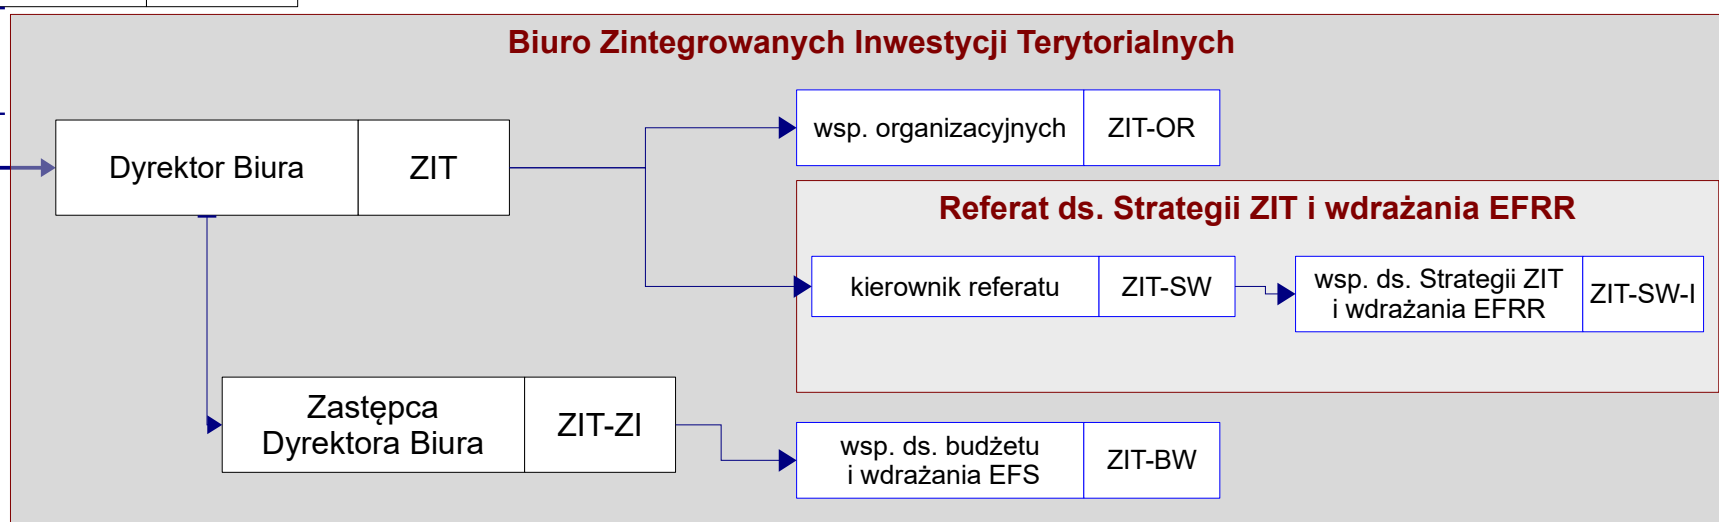 Biuro Zintegrowanych Inwestycji Terytorialnych
wsp. organizacyjnych ZIT-OR
Dyrektor Biura ZIT
Referat ds. Strategii ZIT i wdrażania EFRR
kierownik referatu ZIT-SW
wsp. ds. Strategii ZIT
i wdrażania EFRR ZIT-SW-I
Zastępca
Dyrektora Biura ZIT-ZI
wsp. ds. budżetu
i wdrażania EFS ZIT-BW